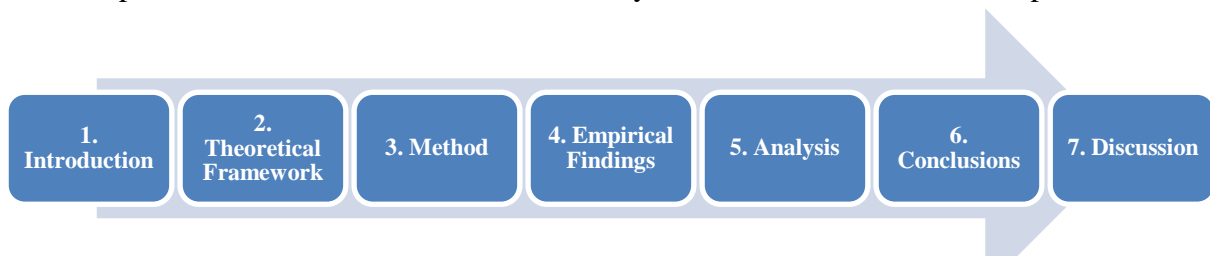 1.
Introduction
2.
Theoretical
Framework
3. Method
4. Empirical
Findings
5. Analysis
6.
Conclusions
7. Discussion